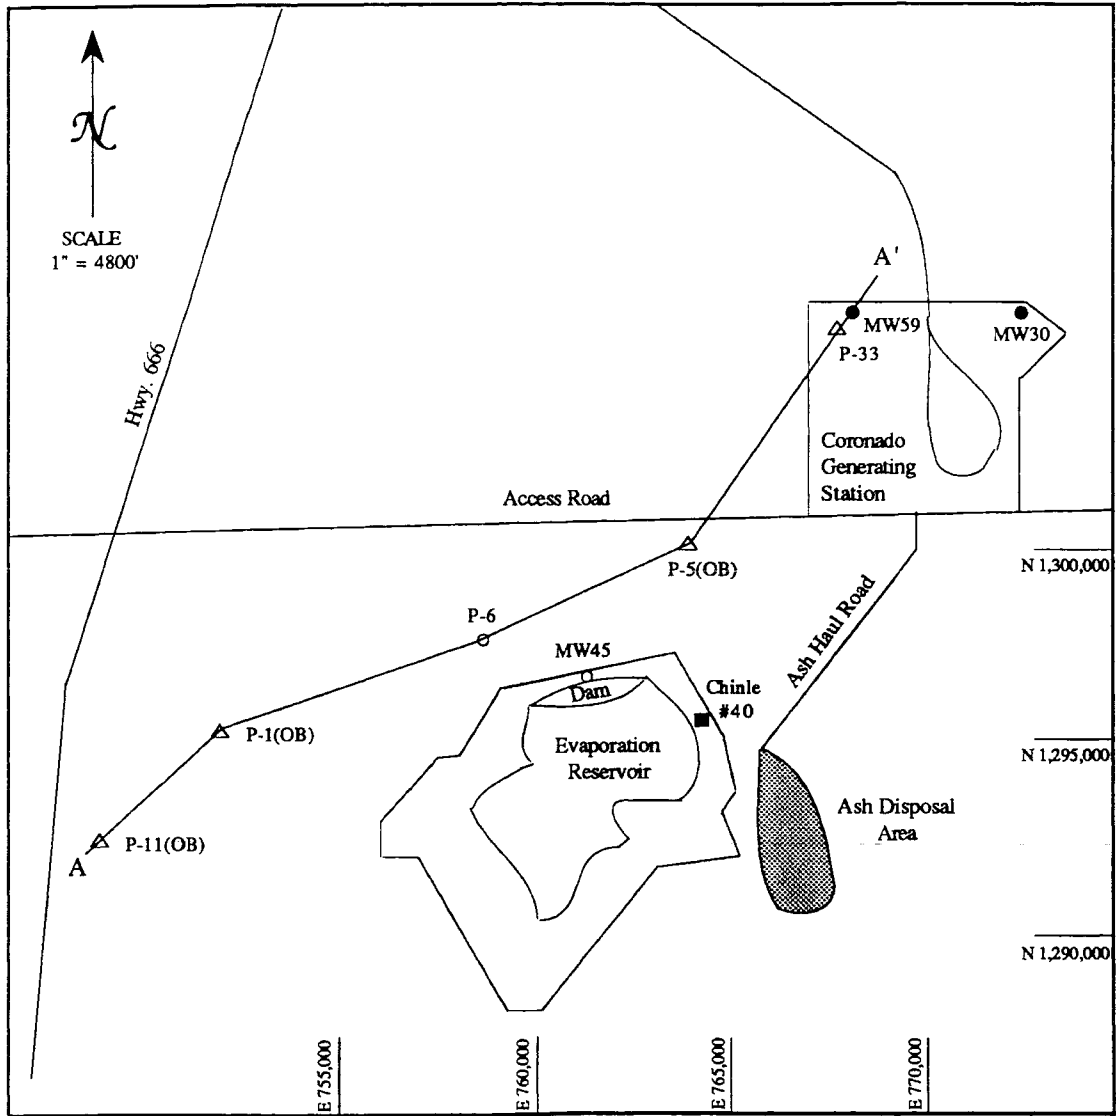 N
SCALE
1" = 4800'
Hwy. 666
A'
MW59
MW30
P-33
Coronado
Generating
Station
Access Road
P-5(OB)
N 1,300,000
Ash Haul Road
P-6
MW45
Dam
Chinle
#40
P-1(OB)
Evaporation
Reservoir
N 1,295,000
Ash Disposal
Area
P-11(OB)
A
N 1,290,000
E 755,000
E 760,000
E 765,000
E 770,000